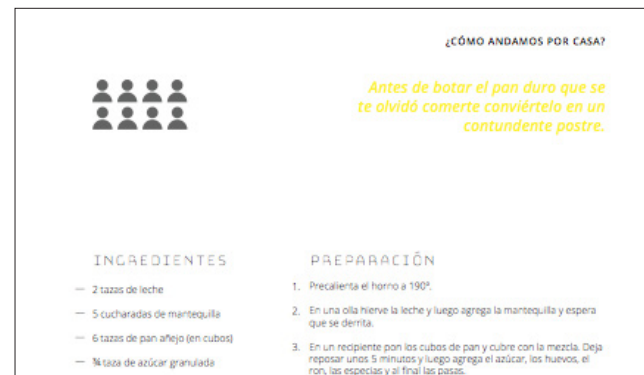 ¿CÓMO ANDAMOS POR CASA?
Antes de botar el pan duro que se
te olvidó comerte conviértelo en un
contundente postre.
INGREDIENTES
— 2 tazas de leche
— 5 cucharadas de mantequilla
— 6 tazas de pan añejo (en cubos)
— ¾ taza de azúcar granulada
PREPARACIÓN
1. Precalienta el horno a 190º.
2. En una olla hierve la leche y luego agrega la mantequilla y espera
que se derrita.
3. En un recipiente pon los cubos de pan y cubre con la mezcla. Deja
reposar unos 5 minutos y luego agrega el azúcar, los huevos, el
ron, las especias y al final las pasas.